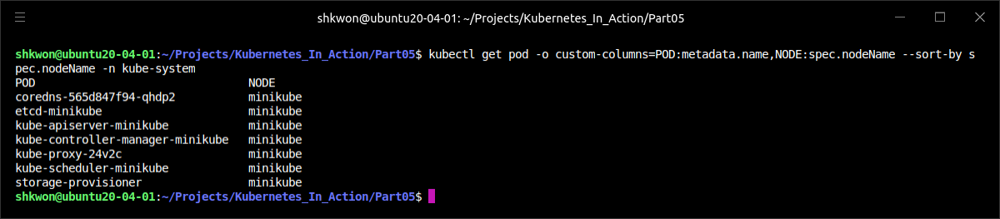 shkwon@ubuntu20-04-01: ~/Projects/Kubernetes_In_Action/Part05
shkwon@ubuntu20-04-01:~/Projects/Kubernetes_In_Action/Part05$ kubectl get pod -o custom-columns=POD:metadata.name,NODE:spec.nodeName --sort-by s
pec.nodeName -n kube-system
POD                                NODE
coredns-565d847f94-qhdp2           minikube
etcd-minikube                      minikube
kube-apiserver-minikube            minikube
kube-controller-manager-minikube   minikube
kube-proxy-24v2c                   minikube
kube-scheduler-minikube            minikube
storage-provisioner                minikube
shkwon@ubuntu20-04-01:~/Projects/Kubernetes_In_Action/Part05$